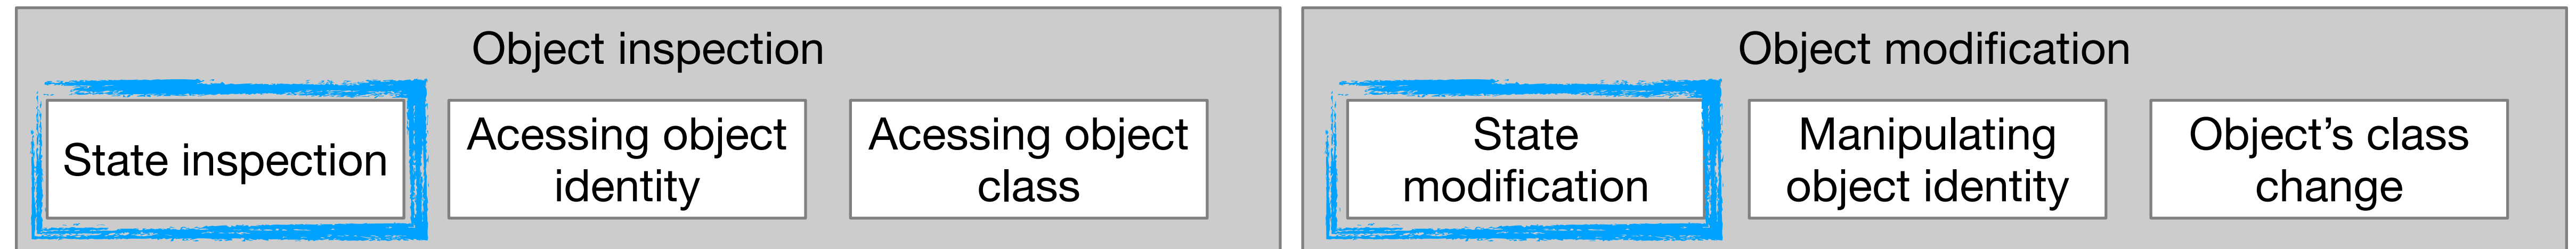 Object inspection
State inspection
Acessing object
identity
Acessing object
class
Object modification
State
modification
Manipulating
object identity
Object’s class
change